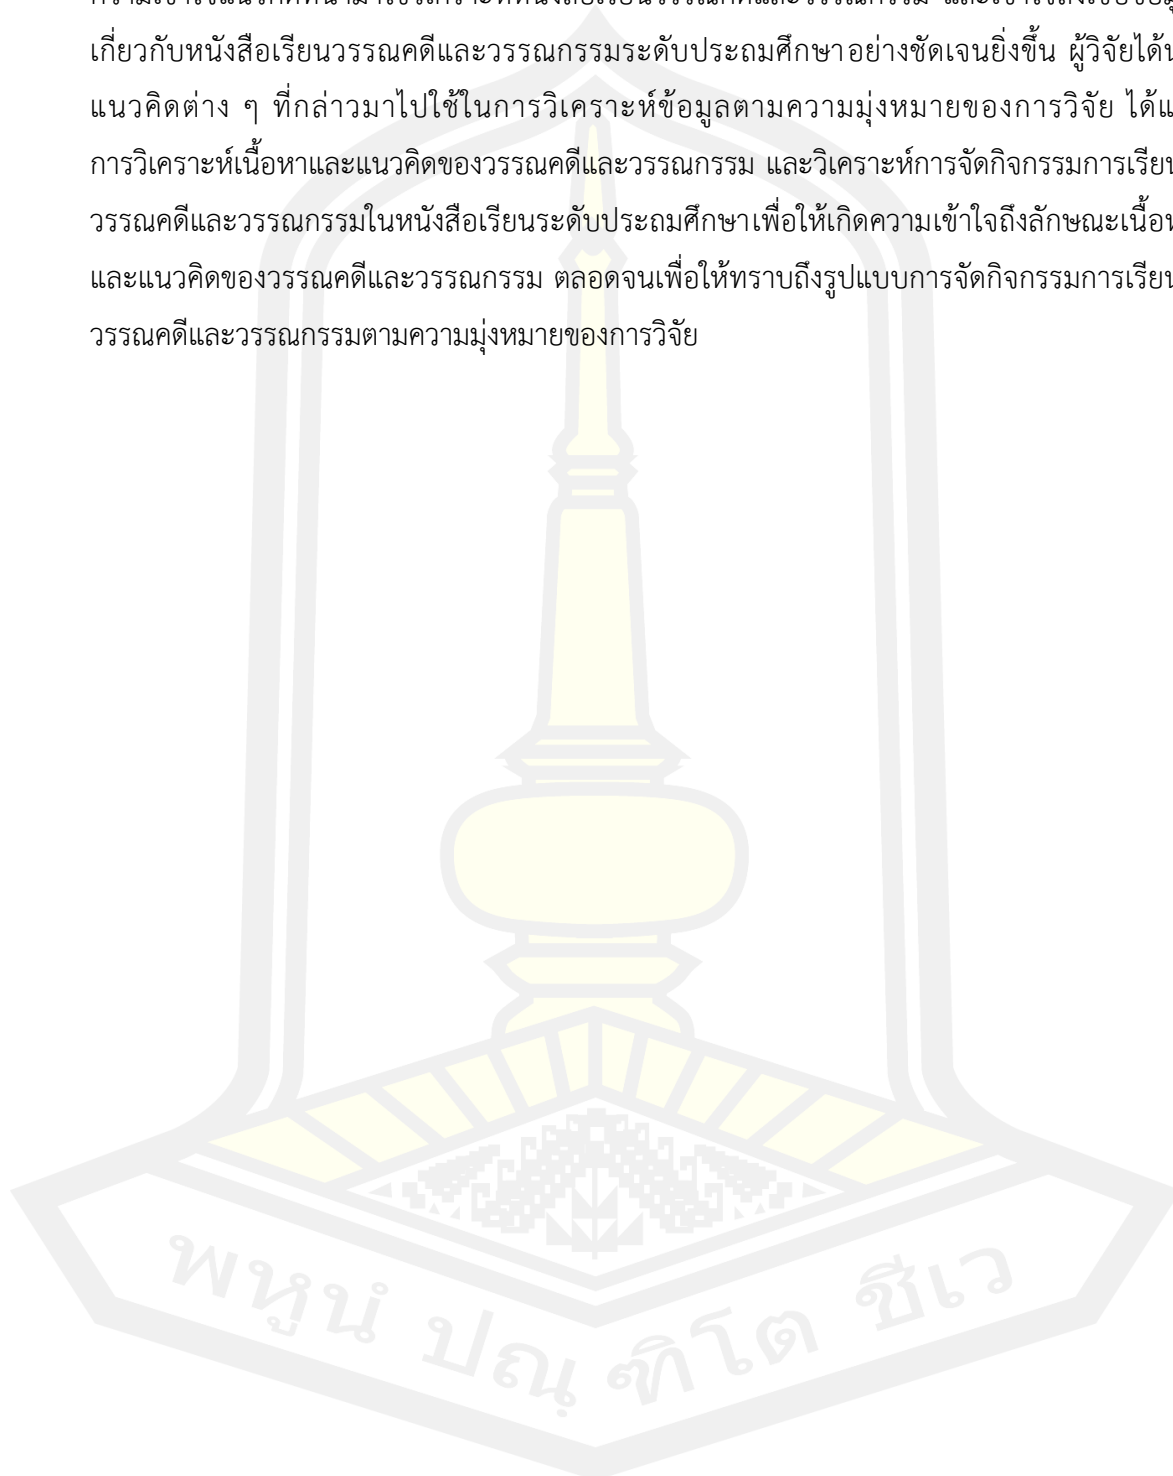 เกี่ยวกับหนังสือเรียนวรรณคดีและวรรณกรรมระดับประถมศึกษาอย่างชัดเจนยิ่งขึ้น ผู้วิจัยได้
แนวคิดต่าง ๆ ที่กล่าวมาไปใช้ในการวิเคราะห์ข้อมูลตามความมุ่งหมายของการวิจัย ได้แ
การวิเคราะห์เนื้อหาและแนวคิดของวรรณคดีและวรรณกรรม และวิเคราะห์การจัดกิจกรรมการเรียน
วรรณคดีและวรรณกรรมในหนังสือเรียนระดับประถมศึกษาเพื่อให้เกิดความเข้าใจถึงลักษณะเนื้อห
และแนวคิดของวรรณคดีและวรรณกรรม ตลอดจนเพื่อให้ทราบถึงรูปแบบการจัดกิจกรรมการเรียน
วรรณคดีและวรรณกรรมตามความมุ่งหมายของการวิจัย
พหูนํ ปณฺฑิโต ชีเว